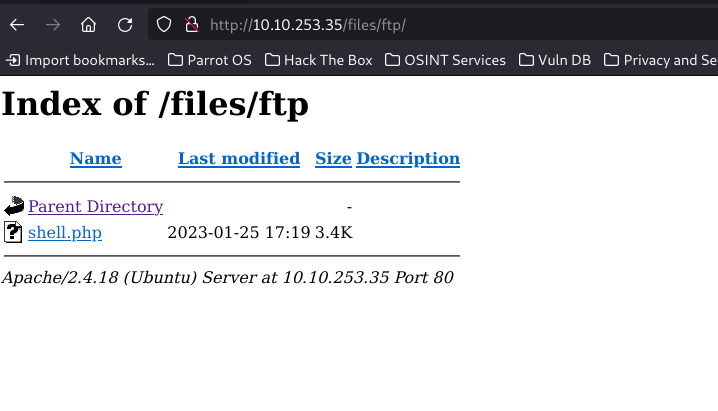 http://10.10.253.35/files/ftp/
Import bookmarks... Parrot OS Hack The Box OSINT Services Vuln DB Privacy and Se
Index of /files/ftp
Name Last modified Size Description
Parent Directory -
shell.php 2023-01-25 17:19 3.4K
Apache/2.4.18 (Ubuntu) Server at 10.10.253.35 Port 80